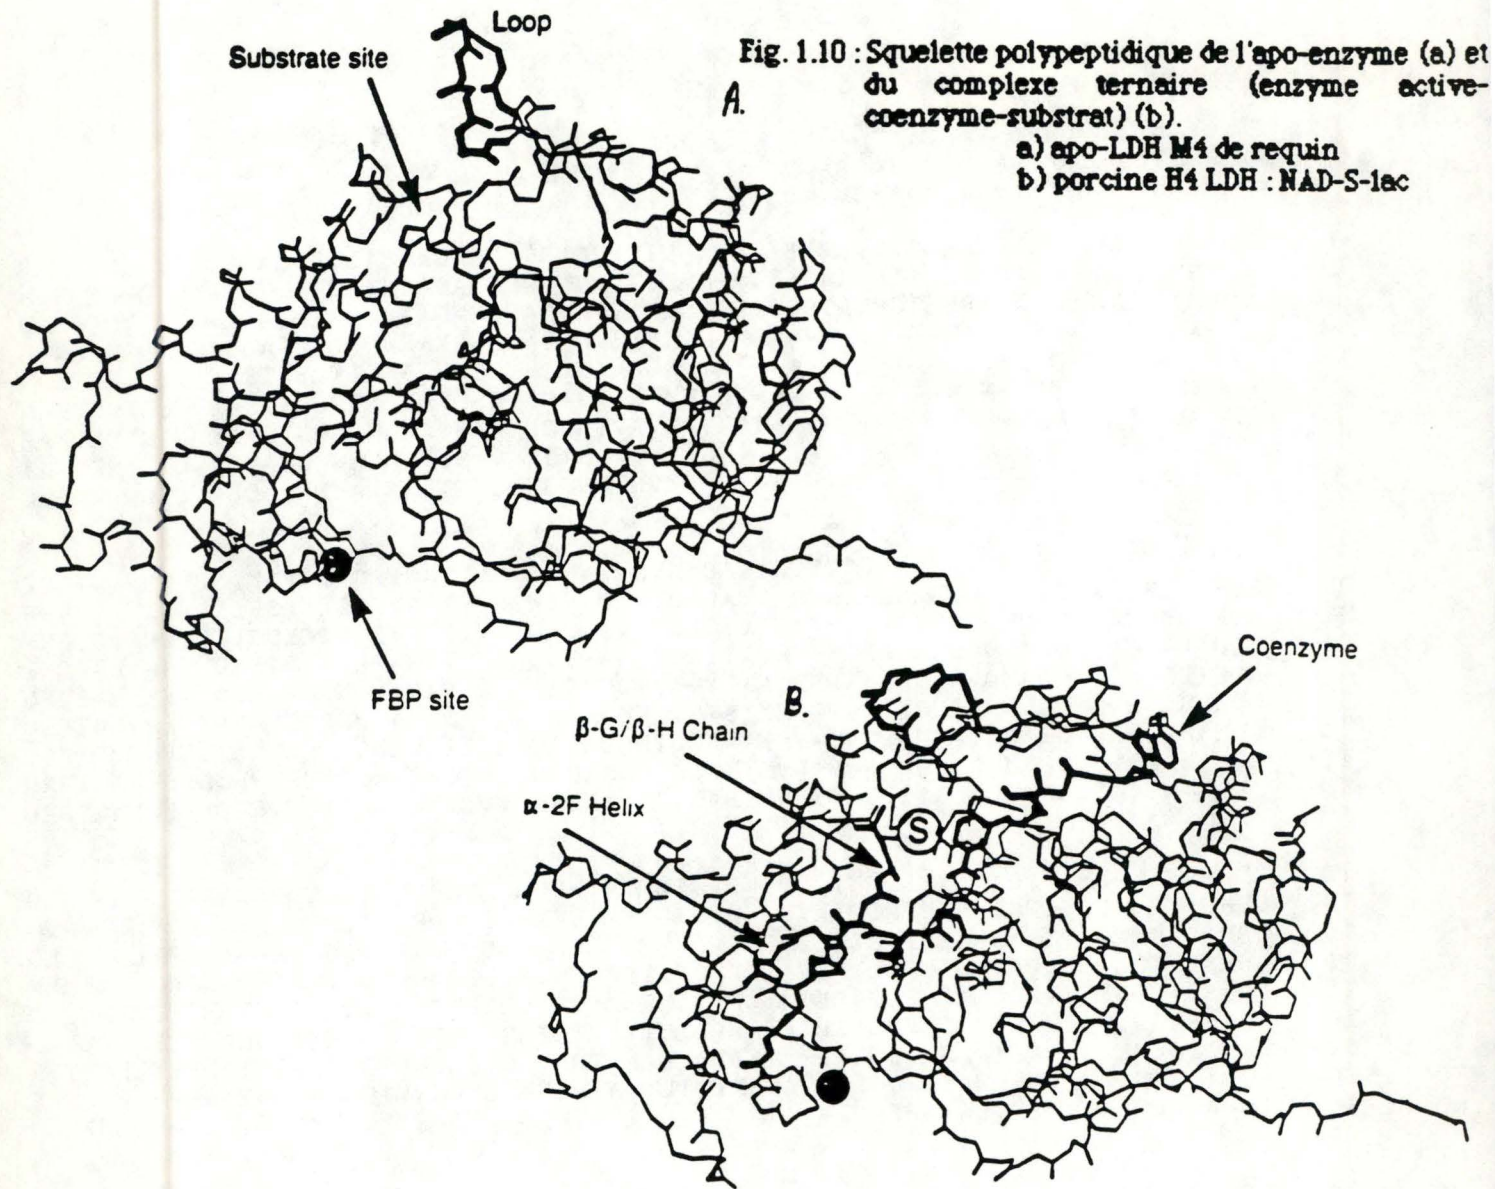 Loop
Substrate site
Fig. 1.10 : Squelette polypeptidique de l'apo-enzyme (a) et
du complexe ternaire (enzyme active-
coenzyme-substrat) (b).
a) apo-LDH M4 de requin
b) porcine H4 LDH : NAD-S-lac
A.
FBP site
Coenzyme
B.
β-G/β-H Chain
α-2F Helix
S